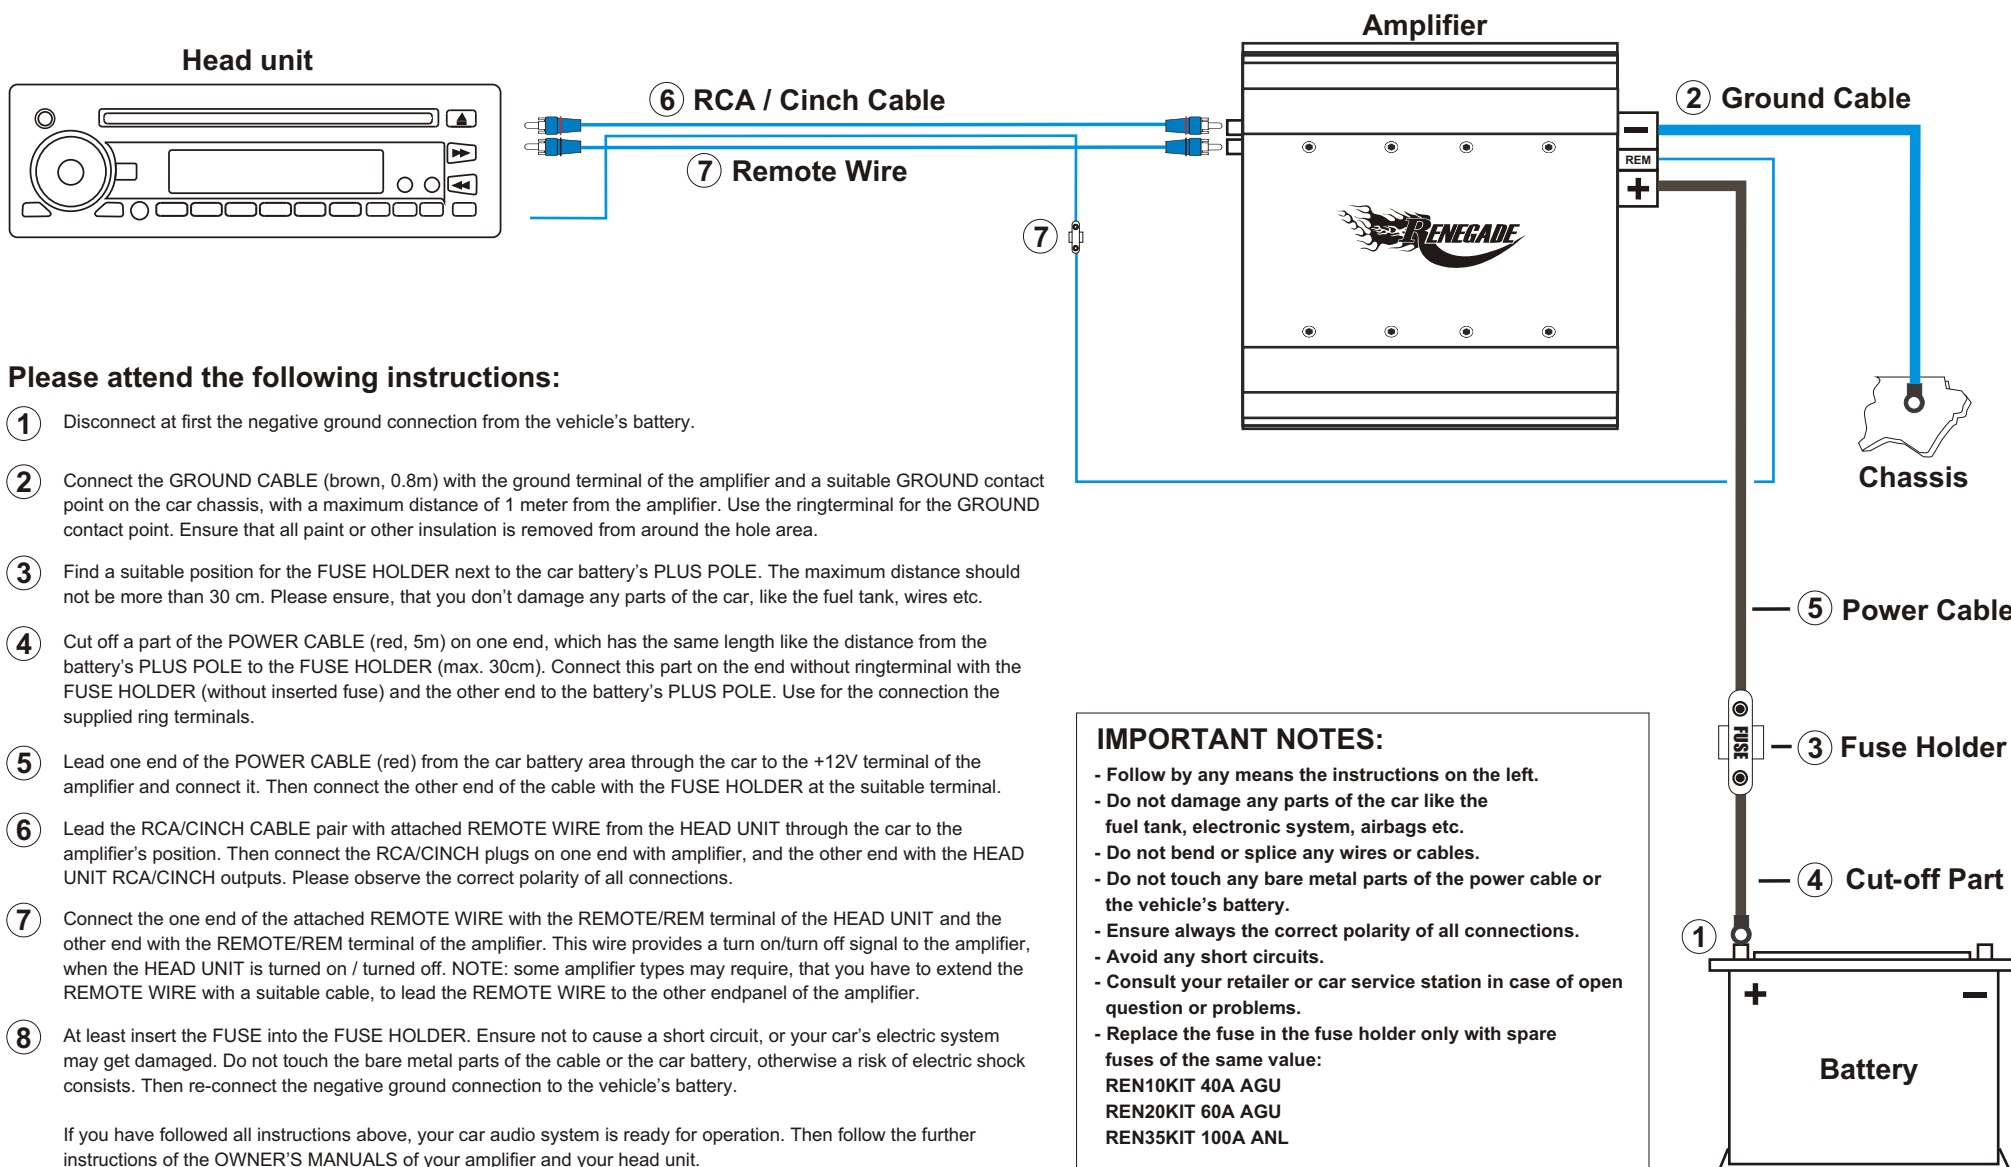 Amplifier
Head unit
6 RCA / Cinch Cable
2 Ground Cable
REM
7 Remote Wire
7
RENEGADE
Chassis
Please attend the following instructions:
1 Disconnect at first the negative ground connection from the vehicle's battery.
2 Connect the GROUND CABLE (brown, 0.8m) with the ground terminal of the amplifier and a suitable GROUND contact
point on the car chassis, with a maximum distance of 1 meter from the amplifier. Use the ringterminal for the GROUND
contact point. Ensure that all paint or other insulation is removed from around the hole area.
3 Find a suitable position for the FUSE HOLDER next to the car battery's PLUS POLE. The maximum distance should
not be more than 30 cm. Please ensure, that you don't damage any parts of the car, like the fuel tank, wires etc.
4 Cut off a part of the POWER CABLE (red, 5m) on one end, which has the same length like the distance from the
battery's PLUS POLE to the FUSE HOLDER (max. 30cm). Connect this part on the end without ringterminal with the
FUSE HOLDER (without inserted fuse) and the other end to the battery's PLUS POLE. Use for the connection the
supplied ring terminals.
5 Lead one end of the POWER CABLE (red) from the car battery area through the car to the +12V terminal of the
amplifier and connect it. Then connect the other end of the cable with the FUSE HOLDER at the suitable terminal.
6 Lead the RCA/CINCH CABLE pair with attached REMOTE WIRE from the HEAD UNIT through the car to the
amplifier's position. Then connect the RCA/CINCH plugs on one end with amplifier, and the other end with the HEAD
UNIT RCA/CINCH outputs. Please observe the correct polarity of all connections.
7 Connect the one end of the attached REMOTE WIRE with the REMOTE/REM terminal of the HEAD UNIT and the
other end with the REMOTE/REM terminal of the amplifier. This wire provides a turn on/turn off signal to the amplifier,
when the HEAD UNIT is turned on / turned off. NOTE: some amplifier types may require, that you have to extend the
REMOTE WIRE with a suitable cable, to lead the REMOTE WIRE to the other endpanel of the amplifier.
8 At least insert the FUSE into the FUSE HOLDER. Ensure not to cause a short circuit, or your car's electric system
may get damaged. Do not touch the bare metal parts of the cable or the car battery, otherwise a risk of electric shock
consists. Then re-connect the negative ground connection to the vehicle's battery.
If you have followed all instructions above, your car audio system is ready for operation. Then follow the further
instructions of the OWNER'S MANUALS of your amplifier and your head unit.
IMPORTANT NOTES:
- Follow by any means the instructions on the left.
- Do not damage any parts of the car like the
fuel tank, electronic system, airbags etc.
- Do not bend or splice any wires or cables.
- Do not touch any bare metal parts of the power cable or
the vehicle's battery.
- Ensure always the correct polarity of all connections.
- Avoid any short circuits.
- Consult your retailer or car service station in case of open
question or problems.
- Replace the fuse in the fuse holder only with spare
fuses of the same value:
REN10KIT 40A AGU
REN20KIT 60A AGU
REN35KIT 100A ANL
5 Power Cable
FUSE
3 Fuse Holder
4 Cut-off Part
1
+ −
Battery